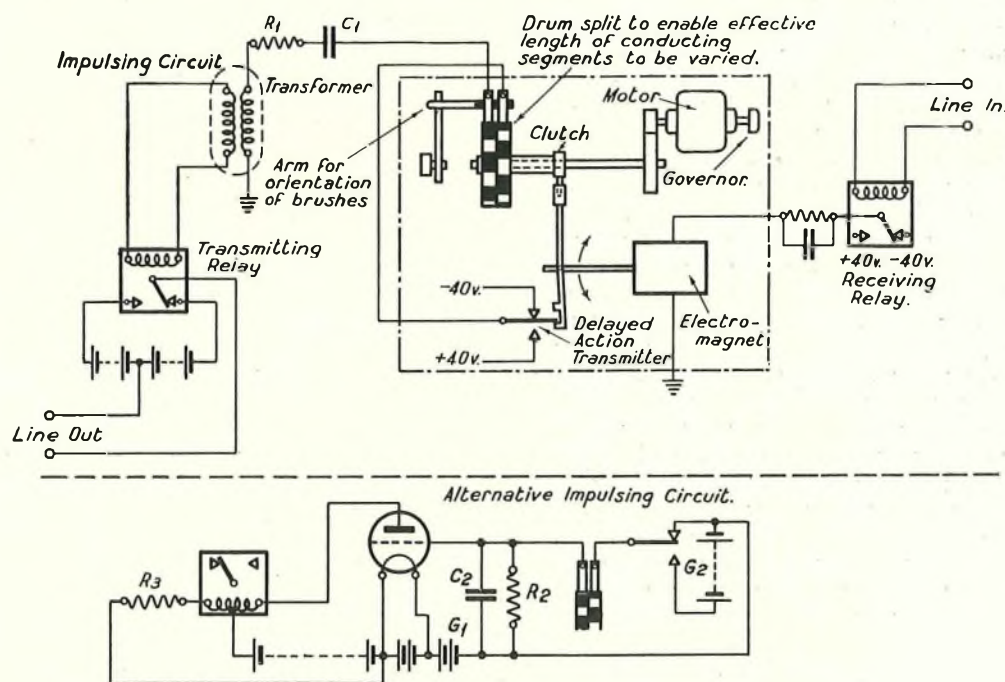 R1
C1
Drum split to enable effective
length of conducting
segments to be varied.
Impulsing Circuit
Transformer
Motor
Line In.
Clutch
Arm for
orientation
of brushes
Governor.
Transmitting
Relay
+40v. -40v.
Receiving
Relay.
-40v.
Delayed
Action
Transmitter
Electro-
magnet
+40v.
Line Out
Alternative Impulsing Circuit.
R3
C2
R2
G2
G1